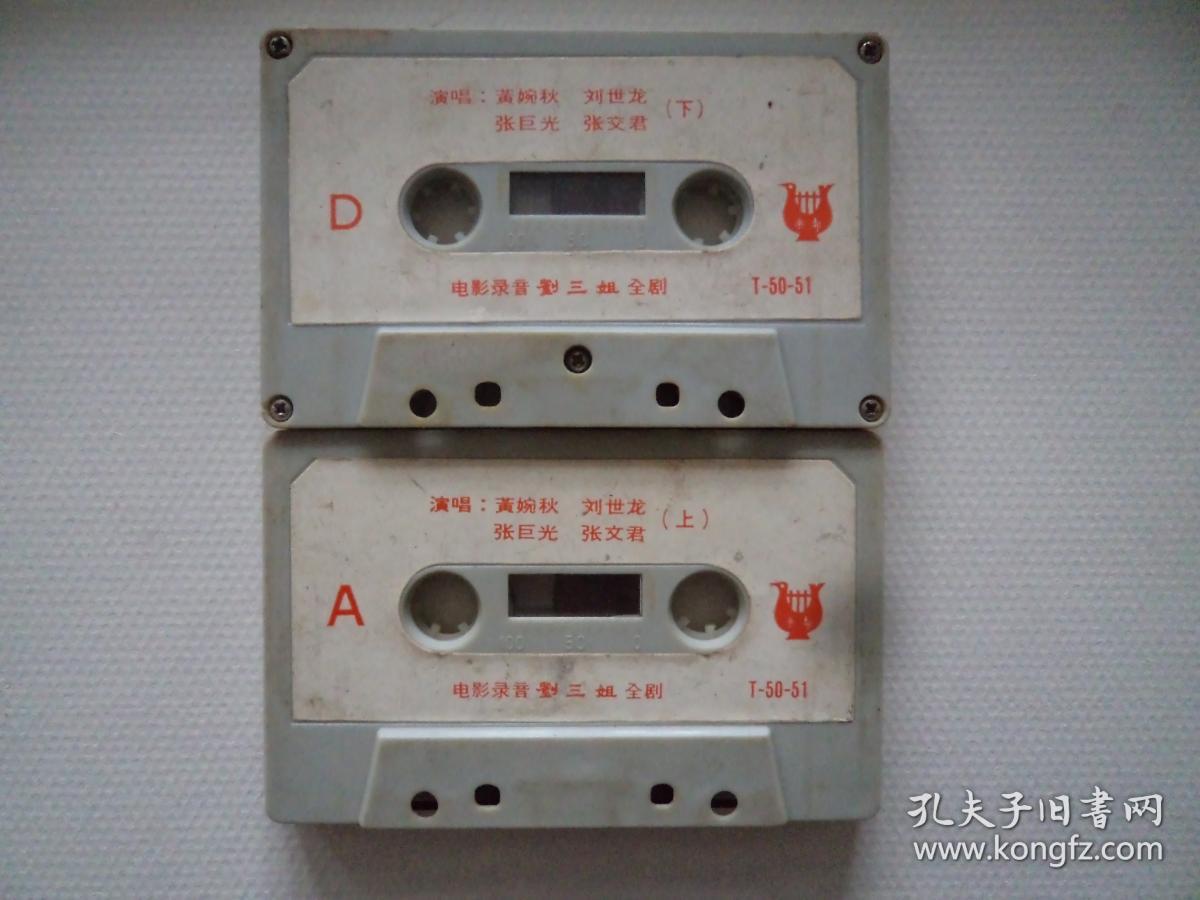 演唱：黃婉秋 刘世龙
张巨光 张文君
（下）
D
电影录音 劉三姐 全剧
T-50-51
演唱：黃婉秋 刘世龙
张巨光 张文君
（上）
A
100 50 0
电影录音 劉三姐 全剧
T-50-51
孔夫子旧書网
www.kongfz.com